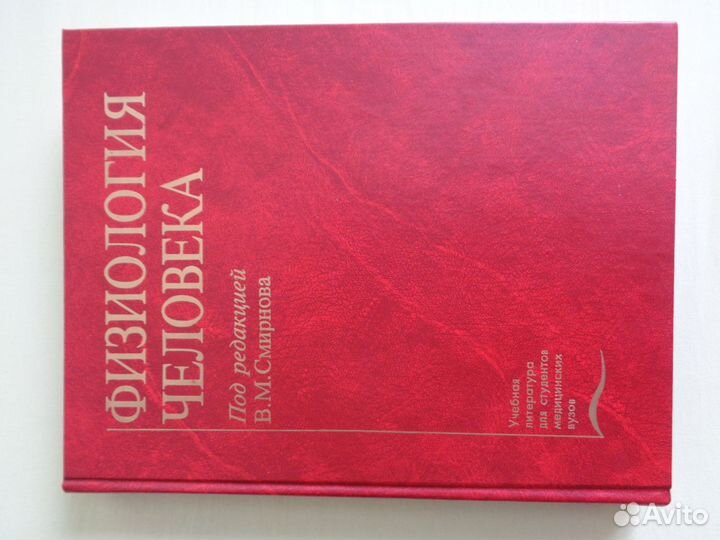 ФИЗИОЛОГИЯ
ЧЕЛОВЕКА
Под редакцией
В.М.Смирнова
Учебная
литература
для студентов
медицинских
вузов
Avito